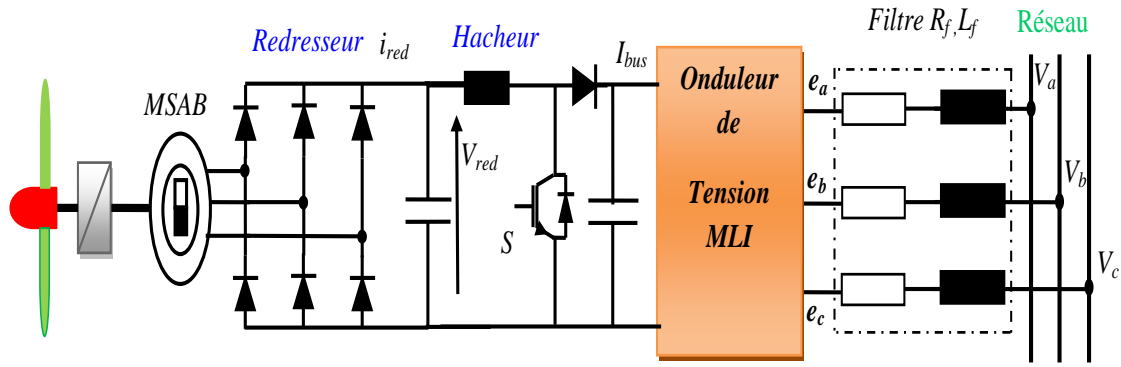 Filtre R_f,L_f
Réseau
Redresseur
i_red
Hacheur
I_bus
MSAB
V_red
S
Onduleur
de
Tension
MLI
e_a
e_b
e_c
V_a
V_b
V_c